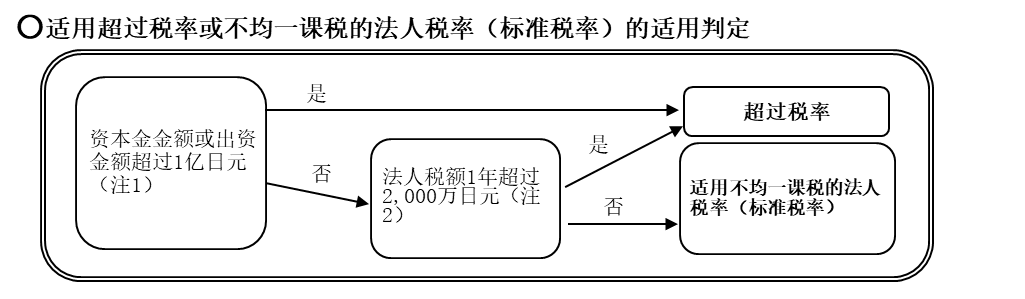 〇适用超过税率或不均一课税的法人税率（标准税率）的适用判定
是
资本金金额或出资
金额超过1亿日元
（注1）
否
法人税额1年超过
2,000万日元（注
2）
是
否
超过税率
适用不均一课税的法人
税率（标准税率）